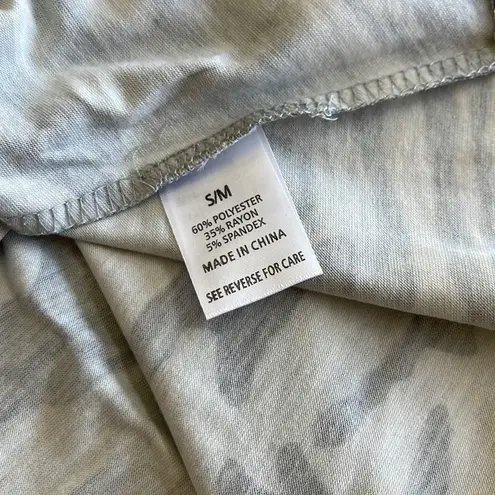 S/M
60% POLYESTER
35% RAYON
5% SPANDEX
MADE IN CHINA
SEE REVERSE FOR CARE